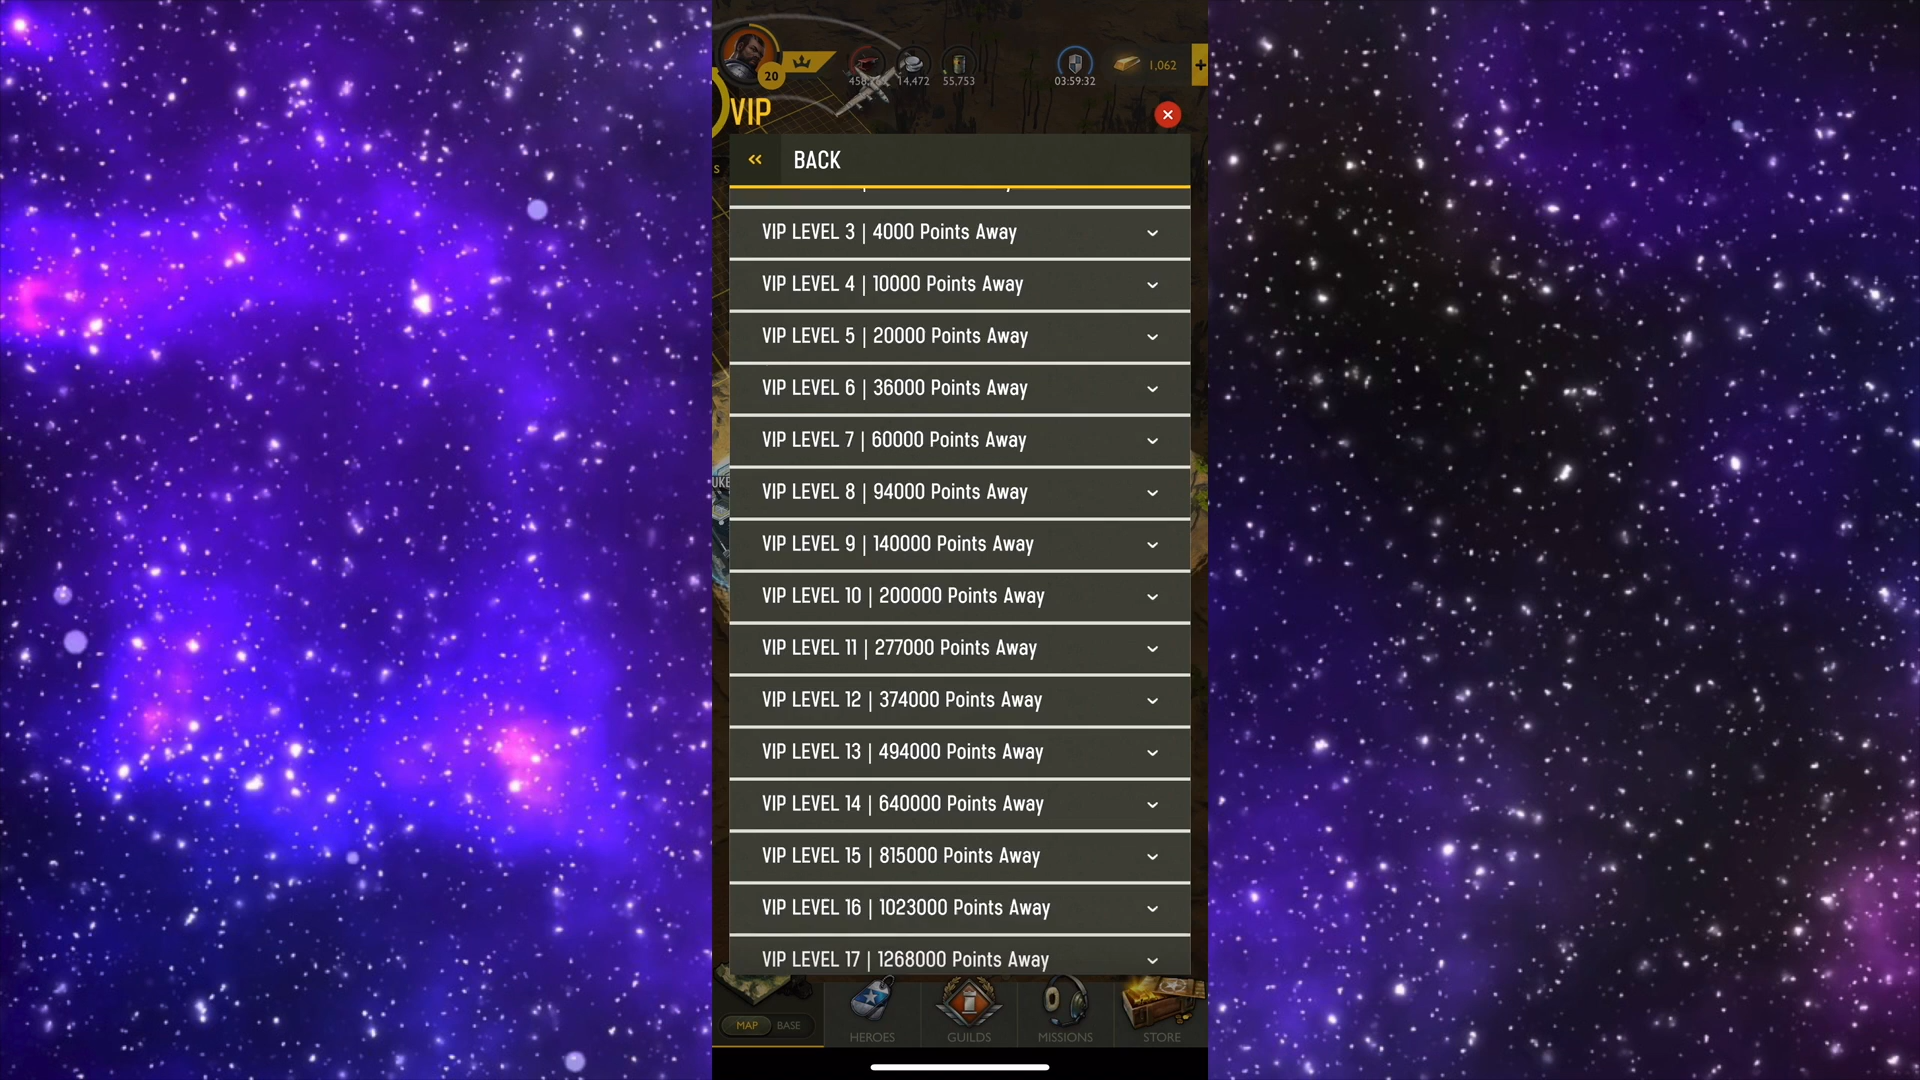 20
14,472
55,753
03:59:32
1,062
VIP
BACK
VIP LEVEL 3 | 4000 Points Away
VIP LEVEL 4 | 10000 Points Away
VIP LEVEL 5 | 20000 Points Away
VIP LEVEL 6 | 36000 Points Away
VIP LEVEL 7 | 60000 Points Away
VIP LEVEL 8 | 94000 Points Away
VIP LEVEL 9 | 140000 Points Away
VIP LEVEL 10 | 200000 Points Away
VIP LEVEL 11 | 277000 Points Away
VIP LEVEL 12 | 374000 Points Away
VIP LEVEL 13 | 494000 Points Away
VIP LEVEL 14 | 640000 Points Away
VIP LEVEL 15 | 815000 Points Away
VIP LEVEL 16 | 1023000 Points Away
VIP LEVEL 17 | 1268000 Points Away
MAP BASE
HEROES
GUILDS
MISSIONS
STORE